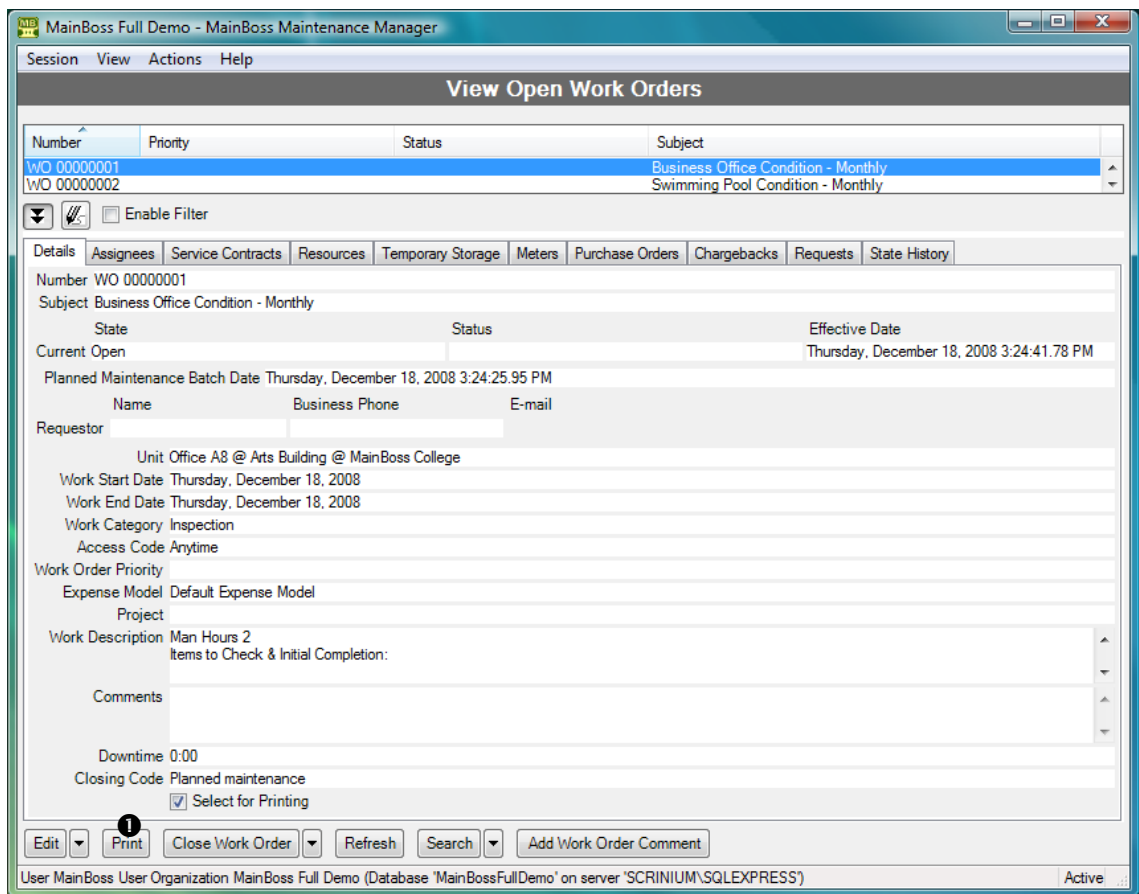 MainBoss Full Demo - MainBoss Maintenance Manager
Session View Actions Help
View Open Work Orders
Number Priority Status Subject
WO 00000001 Business Office Condition - Monthly
WO 00000002 Swimming Pool Condition - Monthly
Enable Filter
Details Assignees Service Contracts Resources Temporary Storage Meters Purchase Orders Chargebacks Requests State History
Number WO 00000001
Subject Business Office Condition - Monthly
State Status Effective Date
Current Open Thursday, December 18, 2008 3:24:41.78 PM
Planned Maintenance Batch Date Thursday, December 18, 2008 3:24:25.95 PM
Name Business Phone E-mail
Requestor
Unit Office A8 @ Arts Building @ MainBoss College
Work Start Date Thursday, December 18, 2008
Work End Date Thursday, December 18, 2008
Work Category Inspection
Access Code Anytime
Work Order Priority
Expense Model Default Expense Model
Project
Work Description Man Hours 2
Items to Check & Initial Completion:
Comments
Downtime 0:00
Closing Code Planned maintenance
Select for Printing
1
Edit Print Close Work Order Refresh Search Add Work Order Comment
User MainBoss User Organization MainBoss Full Demo (Database 'MainBossFullDemo' on server 'SCRINIUM\SQLEXPRESS') Active